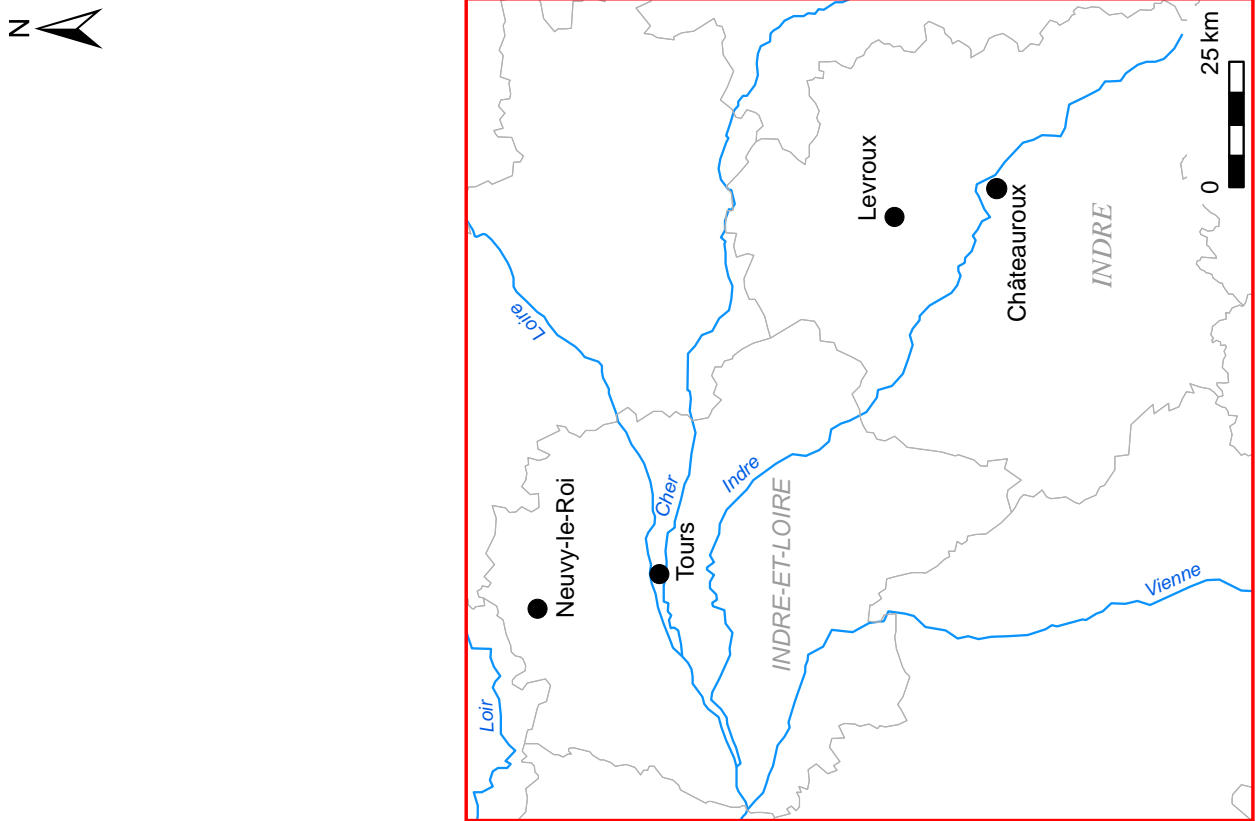 N
Loir
Loire
Neuvy-le-Roi
Cher
Tours
Indre
INDRE-ET-LOIRE
Levroux
Châteauroux
INDRE
Vienne
0 25 km